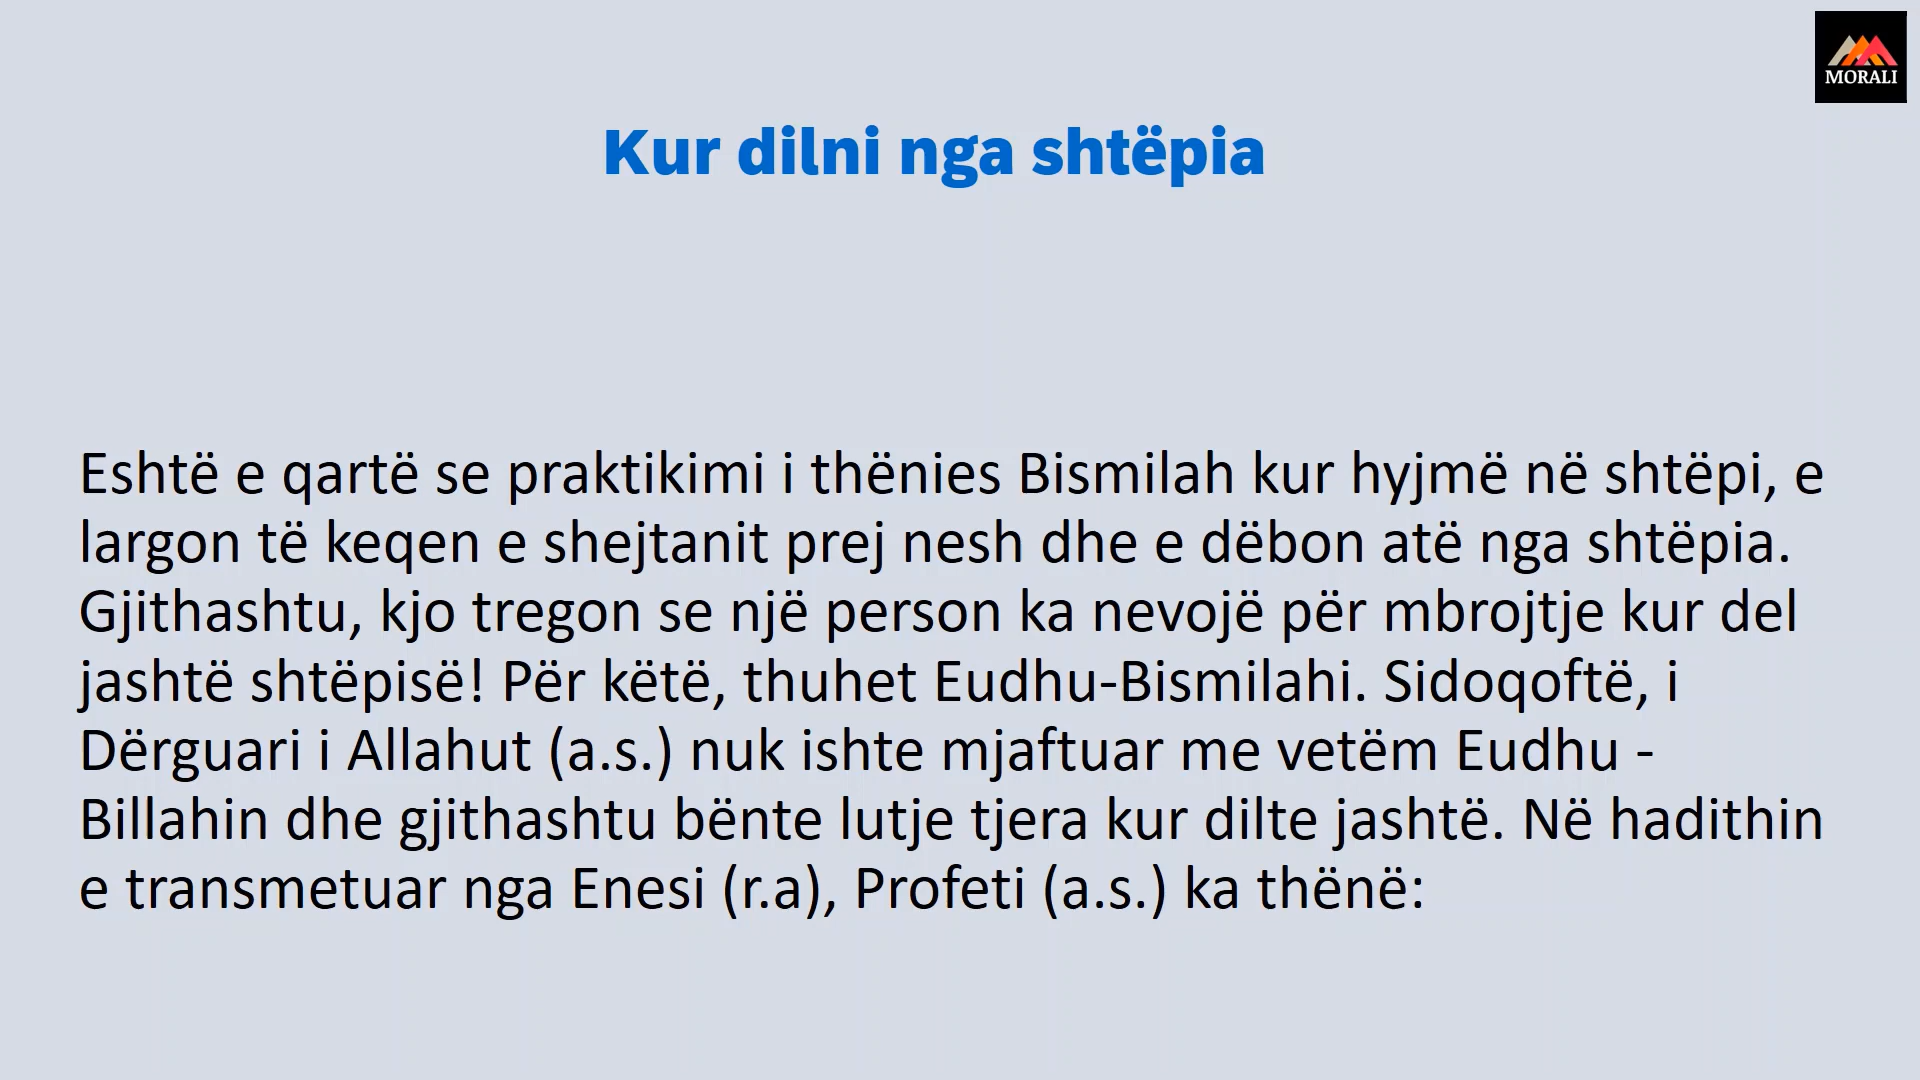 MORALI
Kur dilni nga shtëpia
Eshtë e qartë se praktikimi i thënies Bismilah kur hyjmë në shtëpi, e
largon të keqen e shejtanit prej nesh dhe e dëbon atë nga shtëpia.
Gjithashtu, kjo tregon se një person ka nevojë për mbrojtje kur del
jashtë shtëpisë! Për këtë, thuhet Eudhu-Bismilahi. Sidoqoftë, i
Dërguari i Allahut (a.s.) nuk ishte mjaftuar me vetëm Eudhu -
Billahin dhe gjithashtu bënte lutje tjera kur dilte jashtë. Në hadithin
e transmetuar nga Enesi (r.a), Profeti (a.s.) ka thënë: